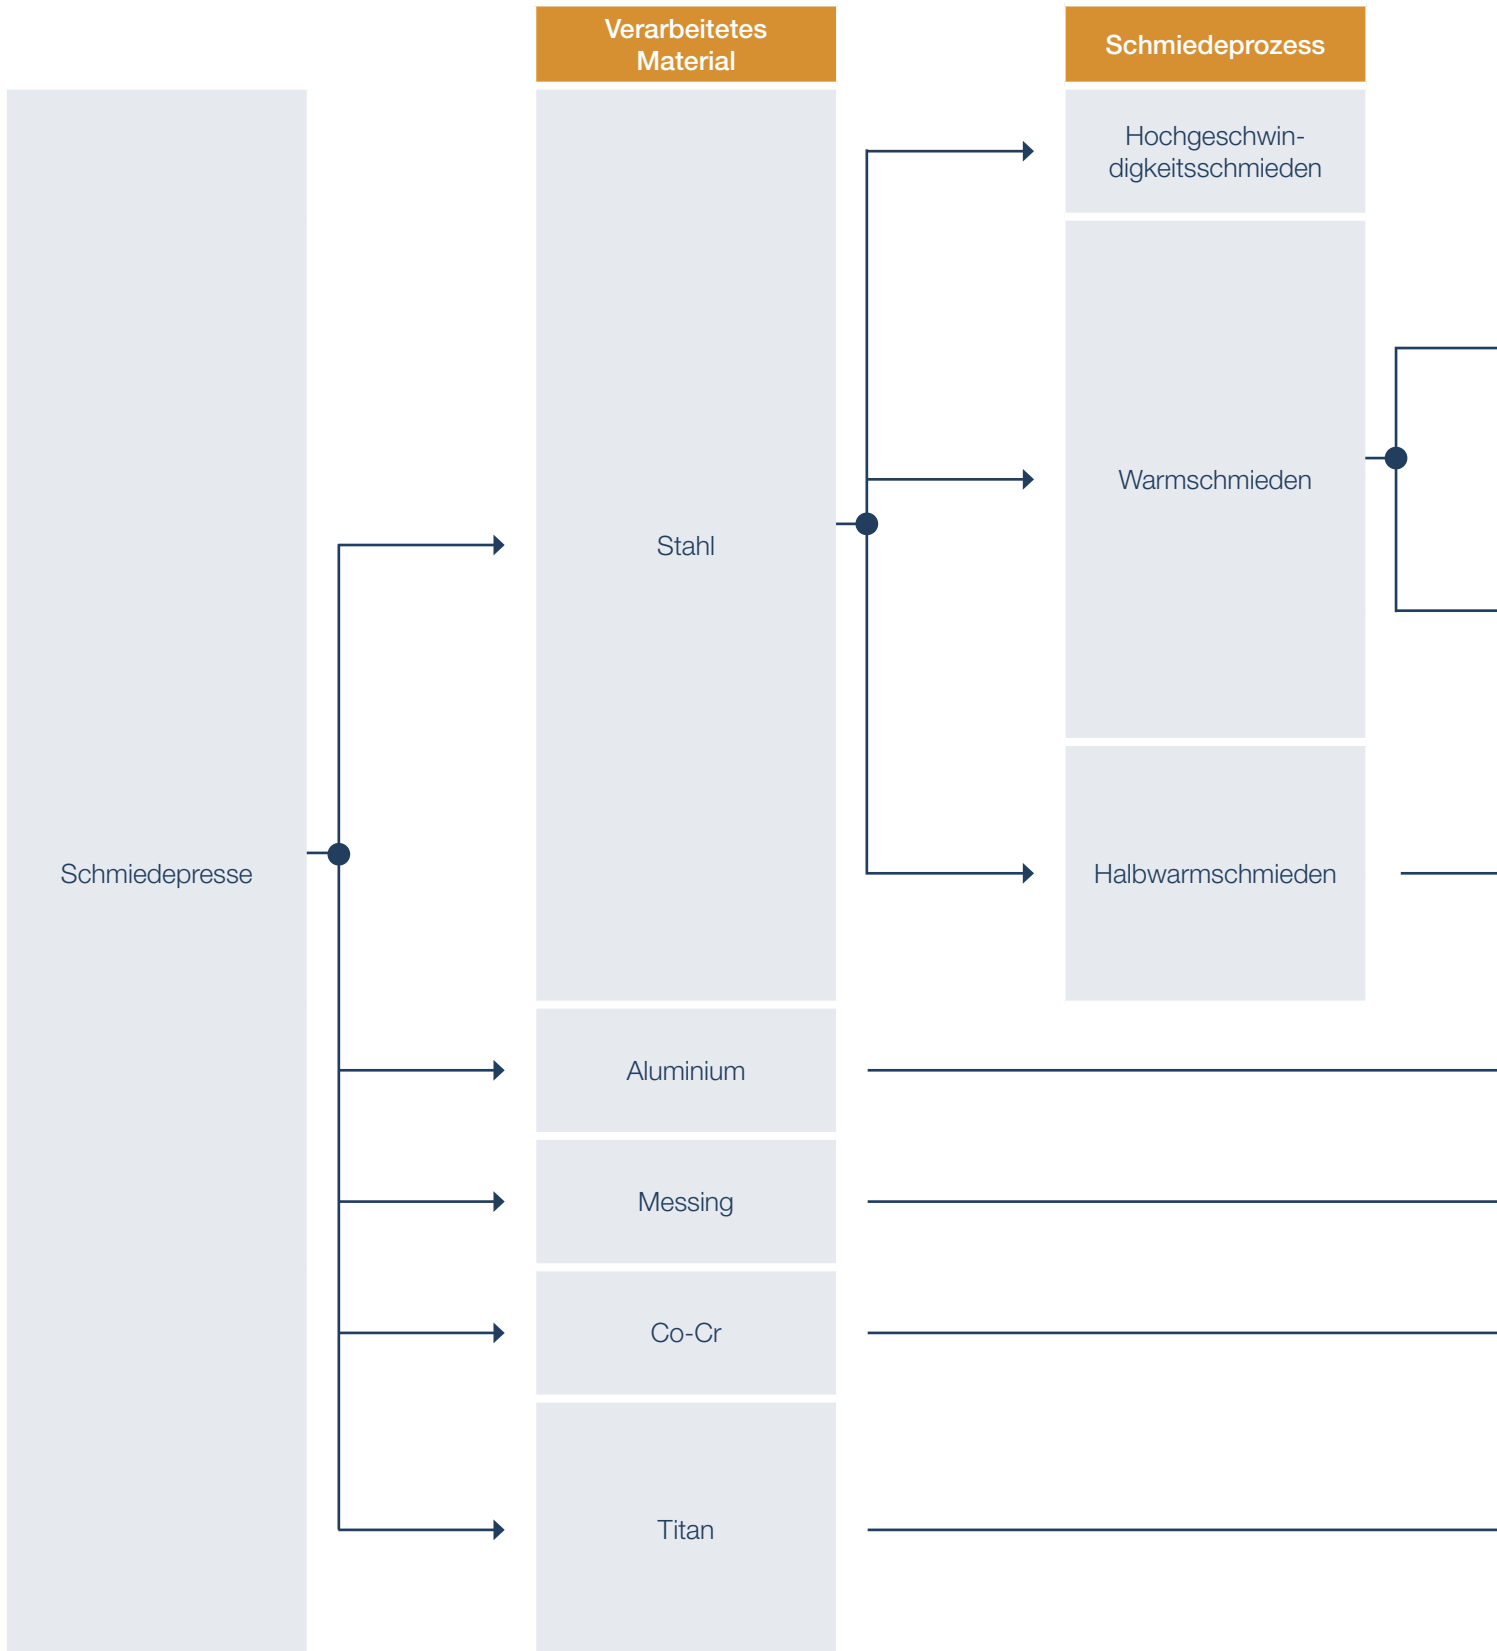 Verarbeitetes
Material
Schmiedeprozess
Hochgeschwin-
digkeitsschmieden
Warmschmieden
Stahl
Schmiedepresse
Halbwarmschmieden
Aluminium
Messing
Co-Cr
Titan